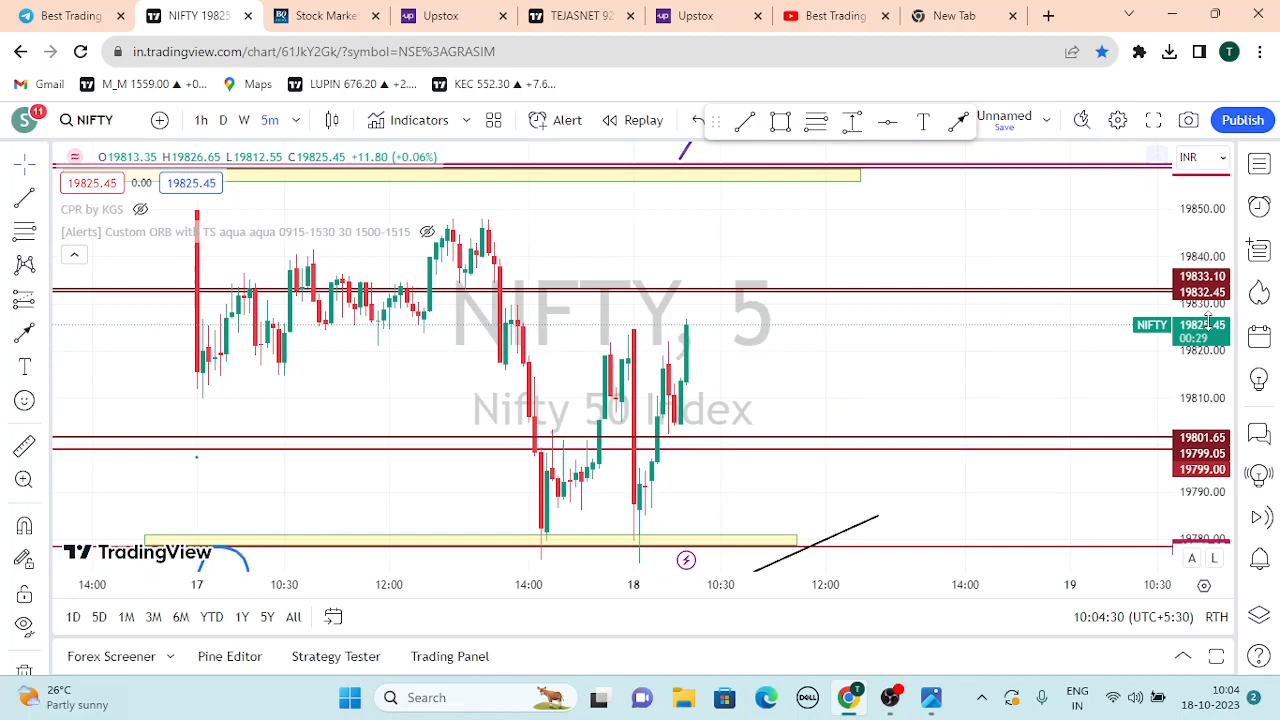 Best Trading
NIFTY 19825
Stock Marke
Upstox
TEJASNET 92
Upstox
Best Trading
New Tab
in.tradingview.com/chart/61JkY2Gk/?symbol=NSE%3AGRASIM
T
Gmail
M_M 1559.00 ▲ +0...
Maps
LUPIN 676.20 ▲ +2....
KEC 552.30 ▲ +7.6...
S
11
NIFTY
1h
D
W
5m
Indicators
Alert
Replay
Unnamed
Save
Publish
O19813.35 H19826.65 L19812.55 C19825.45 +11.80 (+0.06%)
INR
19825.45
0.00
19825.45
CPR by KGS
[Alerts] Custom ORB with TS aqua aqua 0915-1530 30 1500-1515
19850.00
19840.00
19833.10
19832.45
19830.00
NIFTY
19825.45
00:29
19820.00
19810.00
19801.65
19799.05
19799.00
19790.00
19780.00
NIFTY, 5
Nifty 50 Index
TradingView
A
L
14:00
17
10:30
12:00
14:00
18
10:30
12:00
14:00
19
10:30
1D
5D
1M
3M
6M
YTD
1Y
5Y
All
10:04:30 (UTC+5:30)
RTH
Forex Screener
Pine Editor
Strategy Tester
Trading Panel
26°C
Partly sunny
Search
DELL
T
ENG
IN
10:04
18-10-2023
2